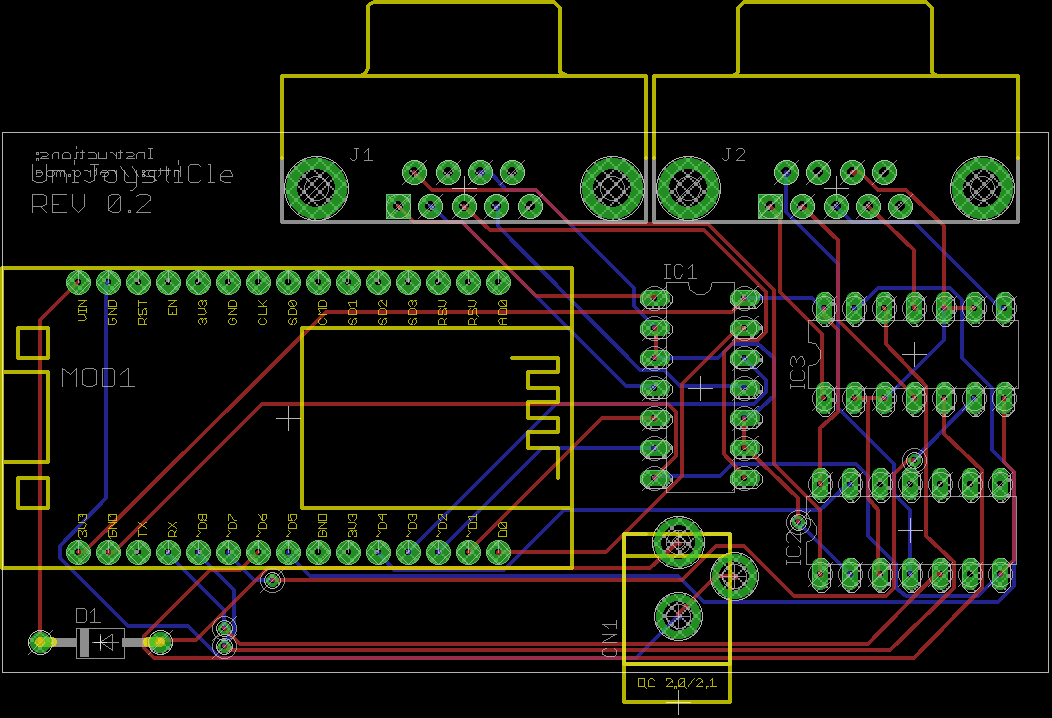 J1
J2
Instructions:
UniJoystiCle
REV 0.2
IC1
VIN GND RST EN 3V3 GND CLK SD0 CMD SD1 SD2 SD3 RSV RSV AD0
MOD1
IC3
3V3 GND TX RX ~D8 ~D7 ~D6 ~D5 GND 3V3 ~D4 ~D3 ~D2 ~D1 D0
IC2
D1
CN1
DC 2,0/2,1